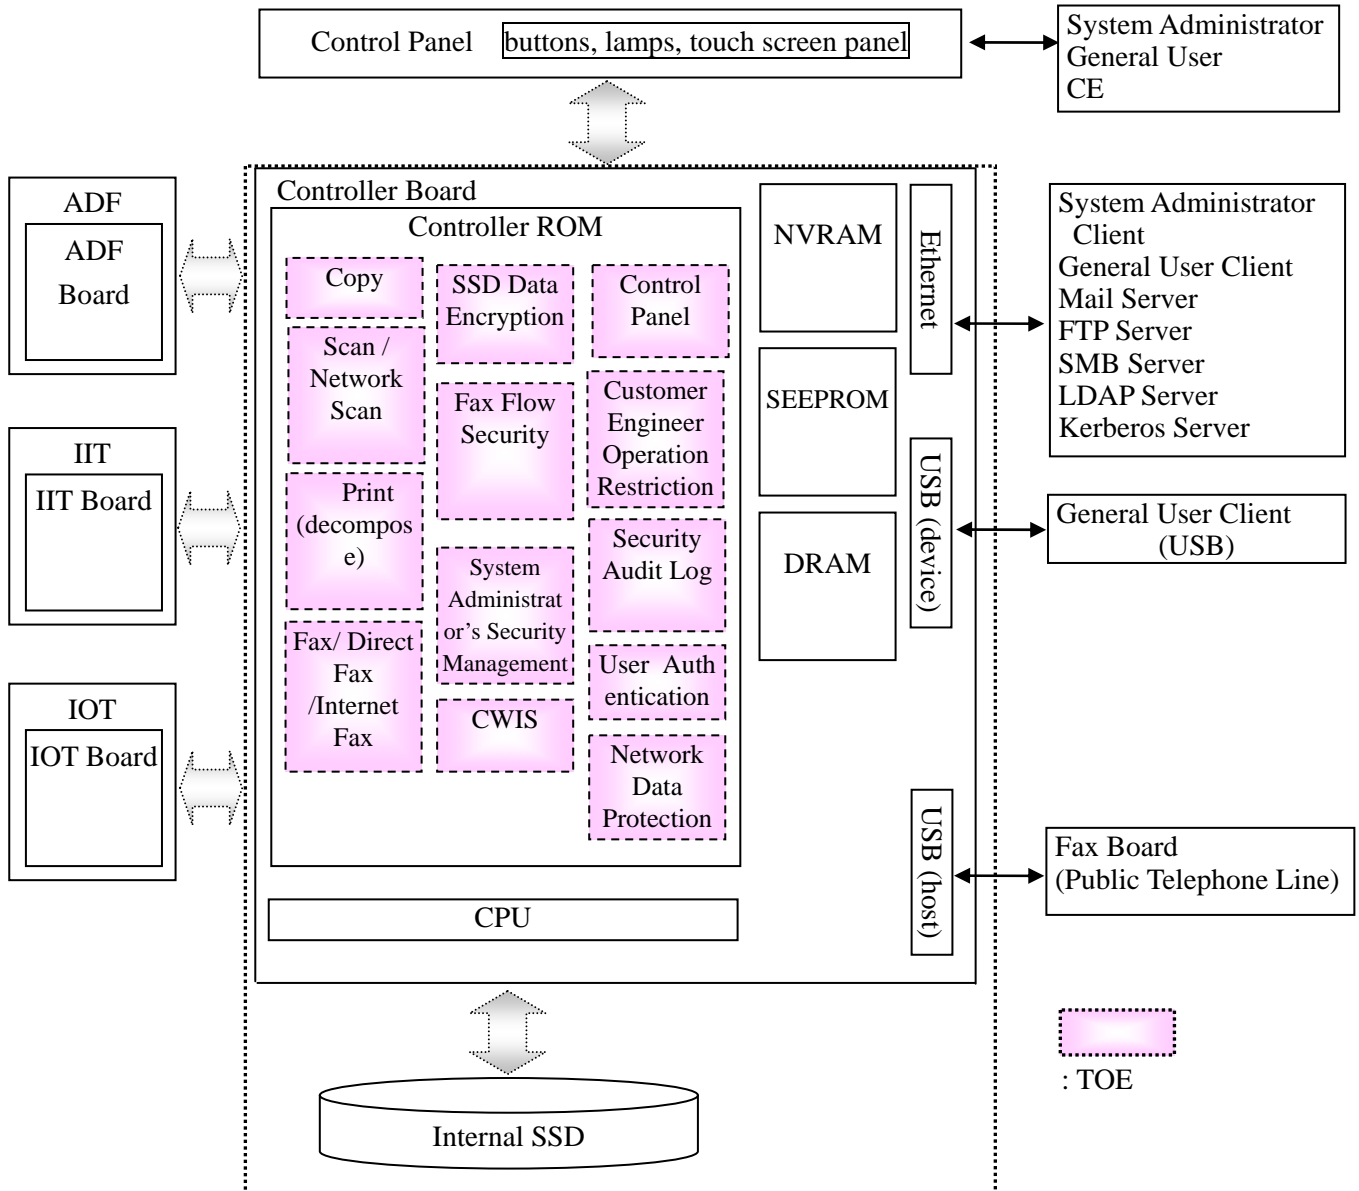 Control Panel buttons, lamps, touch screen panel
System Administrator
General User
CE
ADF
ADF
Board
IIT
IIT Board
IOT
IOT Board
Controller Board
Controller ROM
Copy
Scan /
Network
Scan
Print
(decompos
e)
Fax/ Direct
Fax
/Internet
Fax
SSD Data
Encryption
Fax Flow
Security
System
Administrat
or’s Security
Management
CWIS
Control
Panel
Customer
Engineer
Operation
Restriction
Security
Audit Log
User Auth
entication
Network
Data
Protection
CPU
NVRAM
SEEPROM
DRAM
Ethernet
USB (device)
USB (host)
System Administrator
Client
General User Client
Mail Server
FTP Server
SMB Server
LDAP Server
Kerberos Server
General User Client
(USB)
Fax Board
(Public Telephone Line)
Internal SSD
: TOE